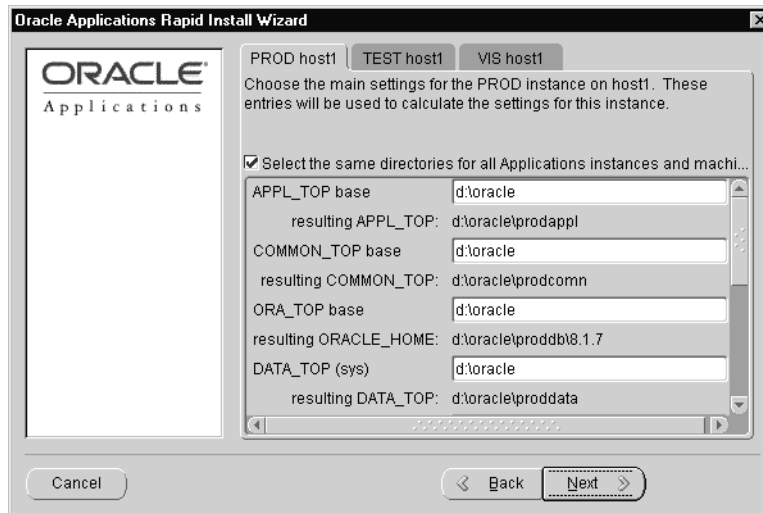 Oracle Applications Rapid Install Wizard
ORACLE®
Applications
PROD host1 TEST host1 VIS host1
Choose the main settings for the PROD instance on host1. These
entries will be used to calculate the settings for this instance.
Select the same directories for all Applications instances and machi...
APPL_TOP base d:\oracle
resulting APPL_TOP: d:\oracle\prodappl
COMMON_TOP base d:\oracle
resulting COMMON_TOP: d:\oracle\prodcomn
ORA_TOP base d:\oracle
resulting ORACLE_HOME: d:\oracle\proddb\8.1.7
DATA_TOP (sys) d:\oracle
resulting DATA_TOP: d:\oracle\proddata
Cancel Back Next